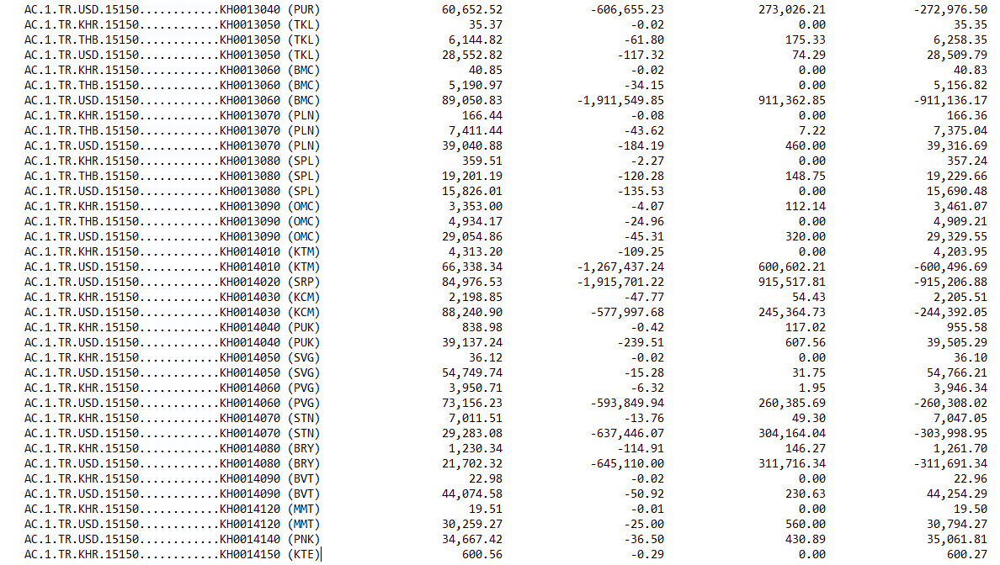 AC.1.TR.USD.15150............KH0013040 (PUR) 60,652.52 -606,655.23 273,026.21 -272,976.50
AC.1.TR.KHR.15150............KH0013050 (TKL) 35.37 -0.02 0.00 35.35
AC.1.TR.THB.15150............KH0013050 (TKL) 6,144.82 -61.80 175.33 6,258.35
AC.1.TR.USD.15150............KH0013050 (TKL) 28,552.82 -117.32 74.29 28,509.79
AC.1.TR.KHR.15150............KH0013060 (BMC) 40.85 -0.02 0.00 40.83
AC.1.TR.THB.15150............KH0013060 (BMC) 5,190.97 -34.15 0.00 5,156.82
AC.1.TR.USD.15150............KH0013060 (BMC) 89,050.83 -1,911,549.85 911,362.85 -911,136.17
AC.1.TR.KHR.15150............KH0013070 (PLN) 166.44 -0.08 0.00 166.36
AC.1.TR.THB.15150............KH0013070 (PLN) 7,411.44 -43.62 7.22 7,375.04
AC.1.TR.USD.15150............KH0013070 (PLN) 39,040.88 -184.19 460.00 39,316.69
AC.1.TR.KHR.15150............KH0013080 (SPL) 359.51 -2.27 0.00 357.24
AC.1.TR.THB.15150............KH0013080 (SPL) 19,201.19 -120.28 148.75 19,229.66
AC.1.TR.USD.15150............KH0013080 (SPL) 15,826.01 -135.53 0.00 15,690.48
AC.1.TR.KHR.15150............KH0013090 (OMC) 3,353.00 -4.07 112.14 3,461.07
AC.1.TR.THB.15150............KH0013090 (OMC) 4,934.17 -24.96 0.00 4,909.21
AC.1.TR.USD.15150............KH0013090 (OMC) 29,054.86 -45.31 320.00 29,329.55
AC.1.TR.KHR.15150............KH0014010 (KTM) 4,313.20 -109.25 0.00 4,203.95
AC.1.TR.USD.15150............KH0014010 (KTM) 66,338.34 -1,267,437.24 600,602.21 -600,496.69
AC.1.TR.USD.15150............KH0014020 (SRP) 84,976.53 -1,915,701.22 915,517.81 -915,206.88
AC.1.TR.KHR.15150............KH0014030 (KCM) 2,198.85 -47.77 54.43 2,205.51
AC.1.TR.USD.15150............KH0014030 (KCM) 88,240.90 -577,997.68 245,364.73 -244,392.05
AC.1.TR.KHR.15150............KH0014040 (PUK) 838.98 -0.42 117.02 955.58
AC.1.TR.USD.15150............KH0014040 (PUK) 39,137.24 -239.51 607.56 39,505.29
AC.1.TR.KHR.15150............KH0014050 (SVG) 36.12 -0.02 0.00 36.10
AC.1.TR.USD.15150............KH0014050 (SVG) 54,749.74 -15.28 31.75 54,766.21
AC.1.TR.KHR.15150............KH0014060 (PVG) 3,950.71 -6.32 1.95 3,946.34
AC.1.TR.USD.15150............KH0014060 (PVG) 73,156.23 -593,849.94 260,385.69 -260,308.02
AC.1.TR.KHR.15150............KH0014070 (STN) 7,011.51 -13.76 49.30 7,047.05
AC.1.TR.USD.15150............KH0014070 (STN) 29,283.08 -637,446.07 304,164.04 -303,998.95
AC.1.TR.KHR.15150............KH0014080 (BRY) 1,230.34 -114.91 146.27 1,261.70
AC.1.TR.USD.15150............KH0014080 (BRY) 21,702.32 -645,110.00 311,716.34 -311,691.34
AC.1.TR.KHR.15150............KH0014090 (BVT) 22.98 -0.02 0.00 22.96
AC.1.TR.USD.15150............KH0014090 (BVT) 44,074.58 -50.92 230.63 44,254.29
AC.1.TR.KHR.15150............KH0014120 (MMT) 19.51 -0.01 0.00 19.50
AC.1.TR.USD.15150............KH0014120 (MMT) 30,259.27 -25.00 560.00 30,794.27
AC.1.TR.USD.15150............KH0014140 (PNK) 34,667.42 -36.50 430.89 35,061.81
AC.1.TR.KHR.15150............KH0014150 (KTE) 600.56 -0.29 0.00 600.27